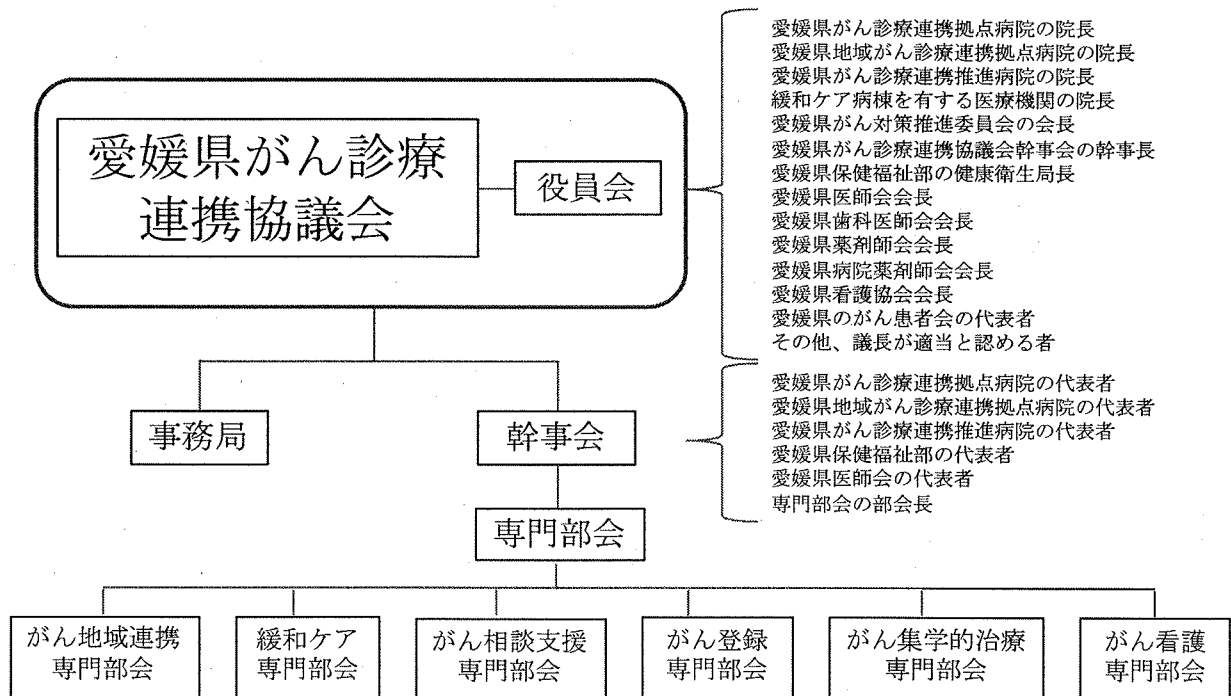 愛媛県がん診療
連携協議会
役員会
愛媛県がん診療連携拠点病院の院長
愛媛県地域がん診療連携拠点病院の院長
愛媛県がん診療連携推進病院の院長
緩和ケア病棟を有する医療機関の院長
愛媛県がん対策推進委員会の会長
愛媛県がん診療連携協議会幹事会の幹事長
愛媛県保健福祉部の健康衛生局長
愛媛県医師会会長
愛媛県歯科医師会会長
愛媛県薬剤師会会長
愛媛県病院薬剤師会会長
愛媛県看護協会会長
愛媛県のがん患者会の代表者
その他、議長が適当と認める者
事務局
幹事会
愛媛県がん診療連携拠点病院の代表者
愛媛県地域がん診療連携拠点病院の代表者
愛媛県がん診療連携推進病院の代表者
愛媛県保健福祉部の代表者
愛媛県医師会の代表者
専門部会の部会長
専門部会
がん地域連携
専門部会
緩和ケア
専門部会
がん相談支援
専門部会
がん登録
専門部会
がん集学的治療
専門部会
がん看護
専門部会